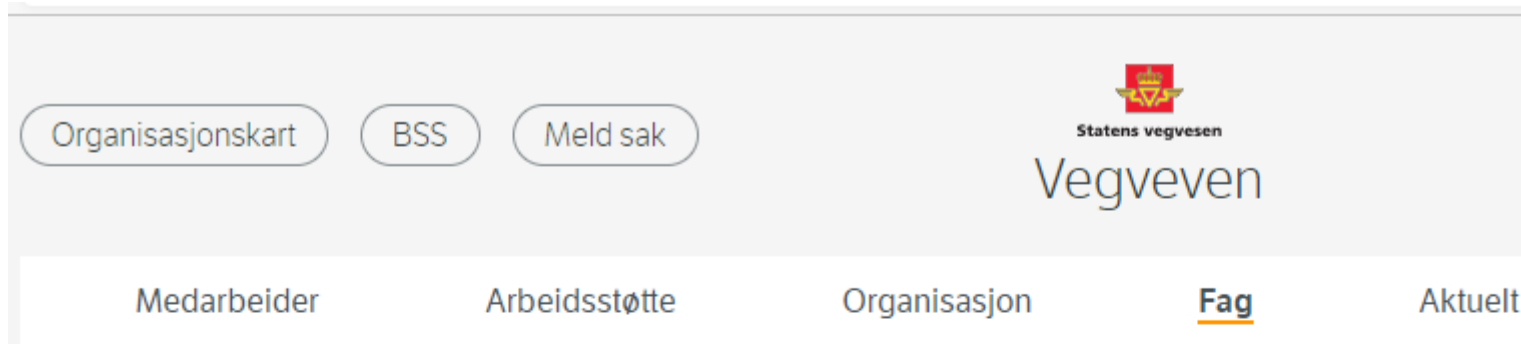 Organisasjonskart BSS Meld sak
Statens vegvesen
Vegveven
Medarbeider Arbeidsstøtte Organisasjon Fag Aktuelt